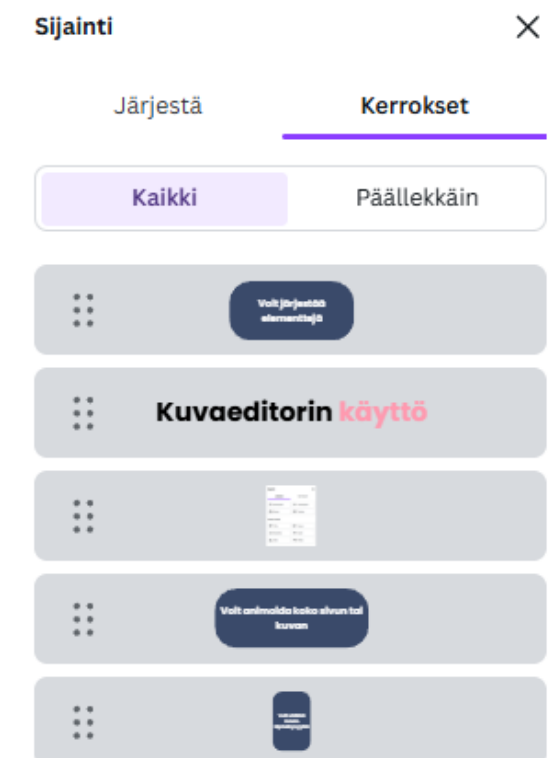 Sijainti
Järjestä
Kerrokset
Kaikki
Päällekkäin
Voit järjestää
elementtejä
Kuvaeditorin käyttö
Voit animoida koko sivun tai
kuvan